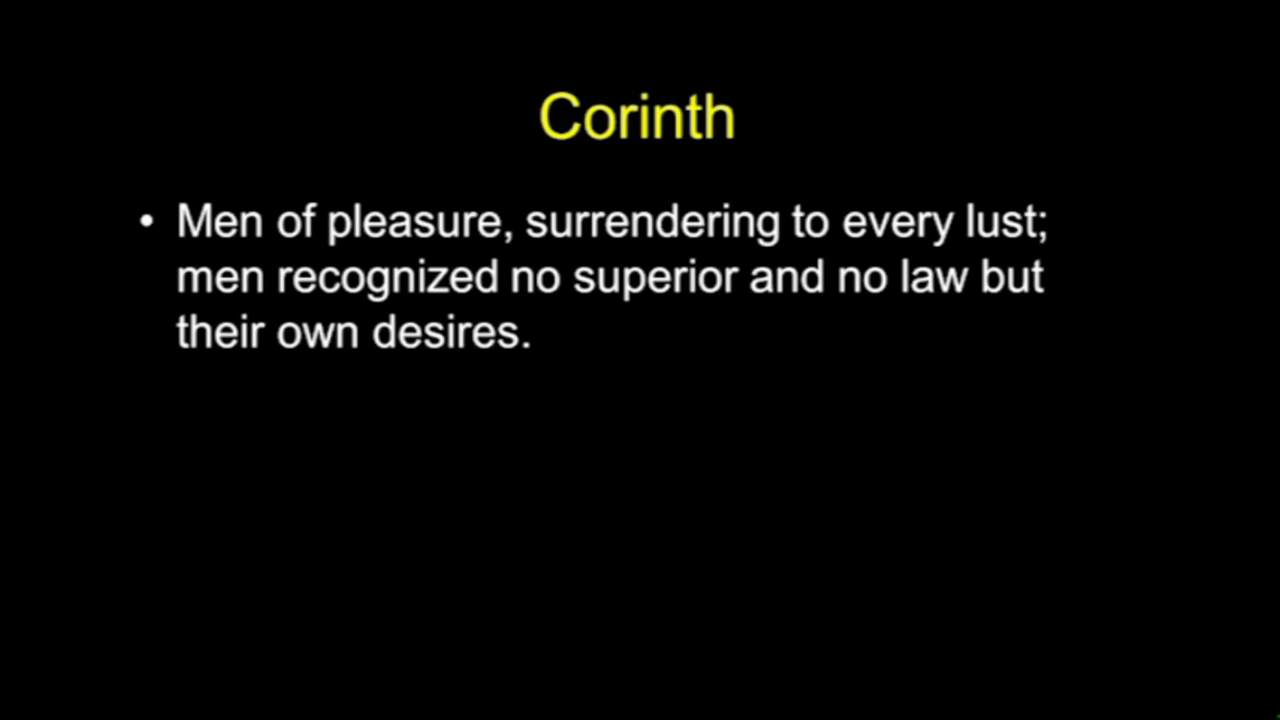 Corinth
• Men of pleasure, surrendering to every lust;
men recognized no superior and no law but
their own desires.